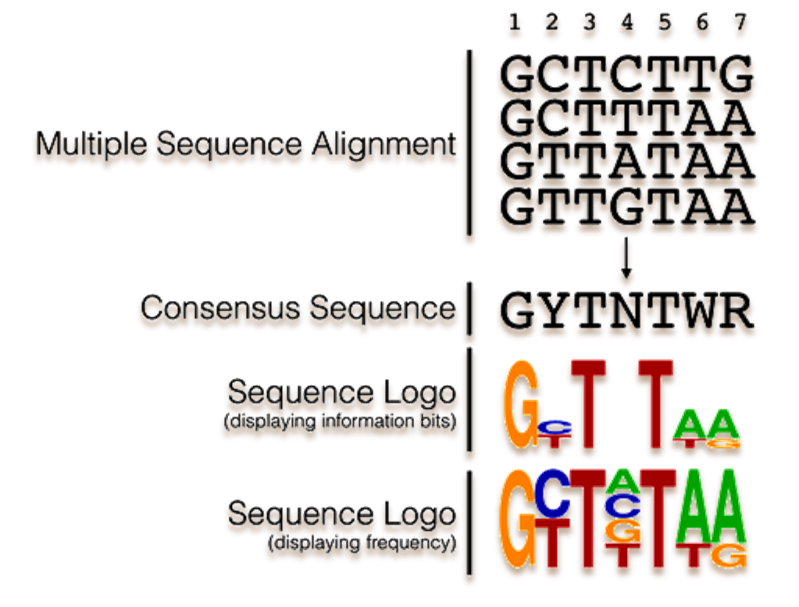 1 2 3 4 5 6 7
GCTCTTG
GCTTTAA
Multiple Sequence Alignment
GTTATAA
GTTGTAA
Consensus Sequence GYTNTWR
Sequence Logo
(displaying information bits)
G C T T T A T A G
Sequence Logo
(displaying frequency)
G C T T A C G T T A T A G